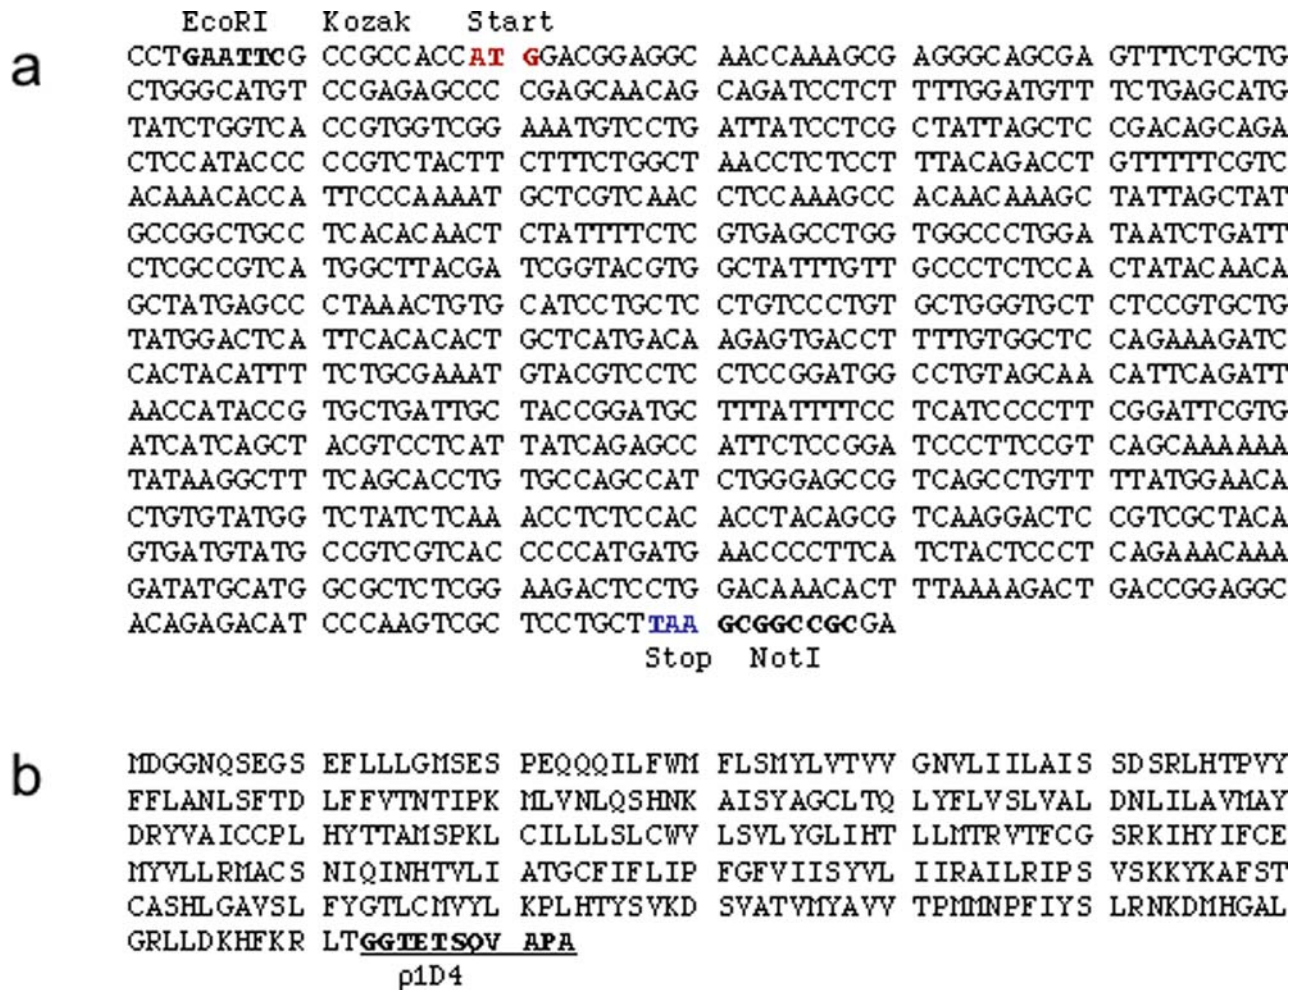 EcoRI Kozak Start
a CCTGAATTCG CCGCCACCAT GGACGGAGGC AACCAAAGCG AGGGCAGCGA GTTTCTGCTG
CTGGGCATGT CCGAGAGCCC CGAGCAACAG CAGATCCTCT TTTGGATGTT TCTGAGCATG
TATCTGGTCA CCGTGGTCGG AAATGTCCTG ATTATCCTCG CTATTAGCTC CGACAGCAGA
CTCCATACCC CCGTCTACTT CTTTCTGGCT AACCTCTCCT TTACAGACCT GTTTTTCGTC
ACAAACACCA TTCCCAAAAT GCTCGTCAAC CTCCAAAGCC ACAACAAAGC TATTAGCTAT
GCCGGCTGCC TCACACAACT CTATTTTCTC GTGAGCCTGG TGGCCCTGGA TAATCTGATT
CTCGCCGTCA TGGCTTACGA TCGGTACGTG GCTATTTGTT GCCCTCTCCA CTATACAACA
GCTATGAGCC CTAAACTGTG CATCCTGCTC CTGTCCCTGT GCTGGGTGCT CTCCGTGCTG
TATGGACTCA TTCACACACT GCTCATGACA AGAGTGACCT TTTGTGGCTC CAGAAAGATC
CACTACATTT TCTGCGAAAT GTACGTCCTC CTCCGGATGG CCTGTAGCAA CATTCAGATT
AACCATACCG TGCTGATTGC TACCGGATGC TTTATTTTCC TCATCCCCTT CGGATTCGTG
ATCATCAGCT ACGTCCTCAT TATCAGAGCC ATTCTCCGGA TCCCTTCCGT CAGCAAAAAA
TATAAGGCTT TCAGCACCTG TGCCAGCCAT CTGGGAGCCG TCAGCCTGTT TTATGGAACA
CTGTGTATGG TCTATCTCAA ACCTCTCCAC ACCTACAGCG TCAAGGACTC CGTCGCTACA
GTGATGTATG CCGTCGTCAC CCCCATGATG AACCCCTTCA TCTACTCCCT CAGAAACAAA
GATATGCATG GCGCTCTCGG AAGACTCCTG GACAAACACT TTAAAAGACT GACCGGAGGC
ACAGAGACAT CCCAAGTCGC TCCTGCTTAA GCGGCCGCGA
Stop NotI
b MDGGNQSEGS EFLLLGMSES PEQQQILFWM FLSMYLVTVV GNVLIILAIS SDSRLHTPVY
FFLANLSFTD LFFVTNTIPK MLVNLQSHNK AISYAGCLTQ LYFLVSLVAL DNLILAVMAY
DRYVAICCPL HYTTAMSPKL CILLLSLCWV LSVLYGLIHT LLMTRVTFCG SRKIHYIFCE
MYVLLRMACS NIQINHTVLI ATGCFIFLIP FGFVIISYVL IIRAILRIPS VSKKYKAFST
CASHLGAVSL FYGTLCMVYL KPLHTYSVKD SVATVMYAVV TPMMNPFIYS LRNKDMHGAL
GRLLDKHFKR LTGGTETSQV APA
ρ1D4